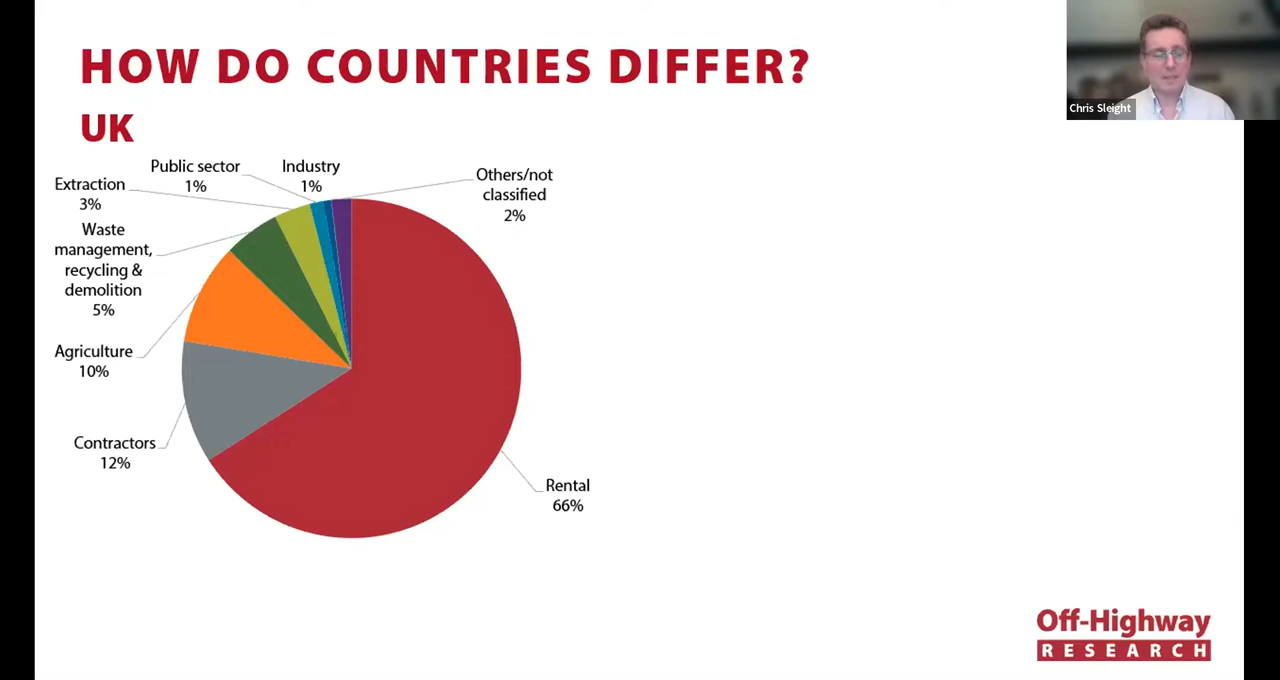 HOW DO COUNTRIES DIFFER?
UK
Chris Sleight
Public sector
1%
Industry
1%
Others/not
classified
2%
Extraction
3%
Waste
management,
recycling &
demolition
5%
Agriculture
10%
Contractors
12%
Rental
66%
Off-Highway
RESEARCH